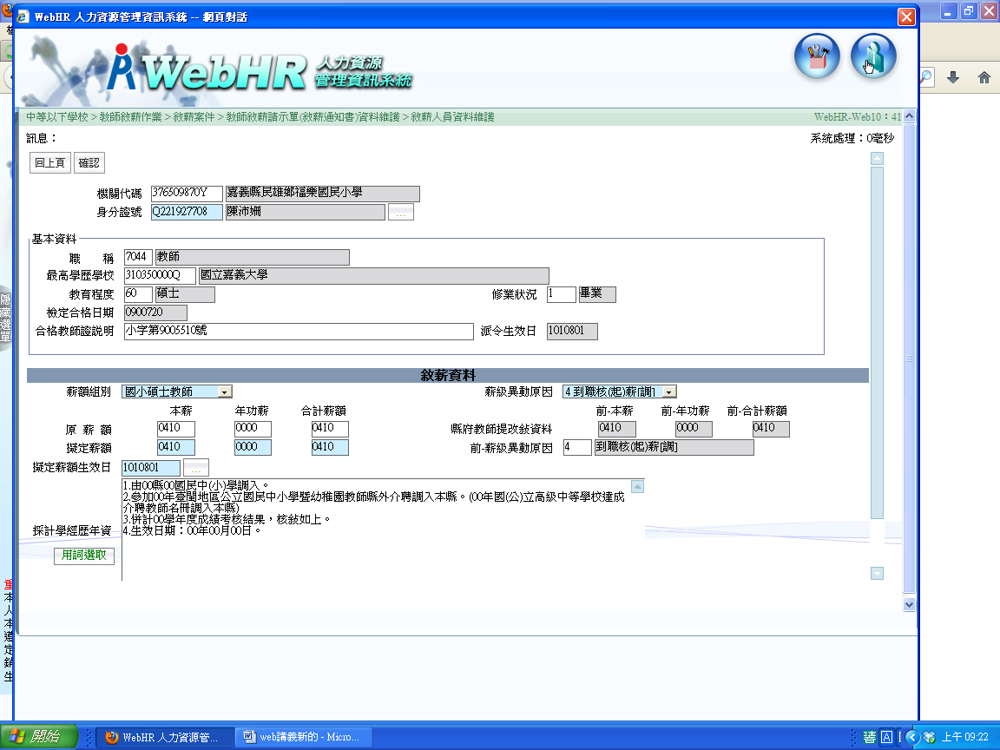 WebHR 人力資源管理資訊系統 -- 網頁對話
WebHR 人力資源
管理資訊系統
中等以下學校 > 教師敘薪作業 > 敘薪案件 > 教師敘薪請示單(敘薪通知書)資料維護 > 敘薪人員資料維護 WebHR-Web10：41
訊息： 系統處理：0毫秒
回上頁 確認
機關代碼 376509870Y 嘉義縣民雄鄉福樂國民小學
身分證號 Q221927708 陳沛姍 ...
基本資料
職 稱 7044 教師
最高學歷學校 310350000Q 國立嘉義大學
教育程度 60 碩士 修業狀況 1 畢業
檢定合格日期 0900720
合格教師證說明 小字第9005510號 派令生效日 1010801
敘薪資料
薪額組別 國小碩士教師 薪級異動原因 4 到職核(起)薪[調]
本薪 年功薪 合計薪額 前-本薪 前-年功薪 前-合計薪額
原 薪 額 0410 0000 0410 縣府教師提改敘資料 0410 0000 0410
擬定薪額 0410 0000 0410 前-薪級異動原因 4 到職核(起)薪[調]
擬定薪額生效日 1010801 ...
1.由00縣00國民中(小)學調入。
2.參加00年臺閩地區公立國民中小學暨幼稚園教師縣外介聘調入本縣。(00年國(公)立高級中等學校達成
介聘教師名冊調入本縣)
3.併計00學年度成績考核結果，核敘如上。
採計學經歷年資 4.生效日期：00年00月00日。
用詞選取
隱藏選單
重
本
人
本
遵
定
銷
生
開始 WebHR 人力資源管... web講義新的 - Micro... 上午 09:22